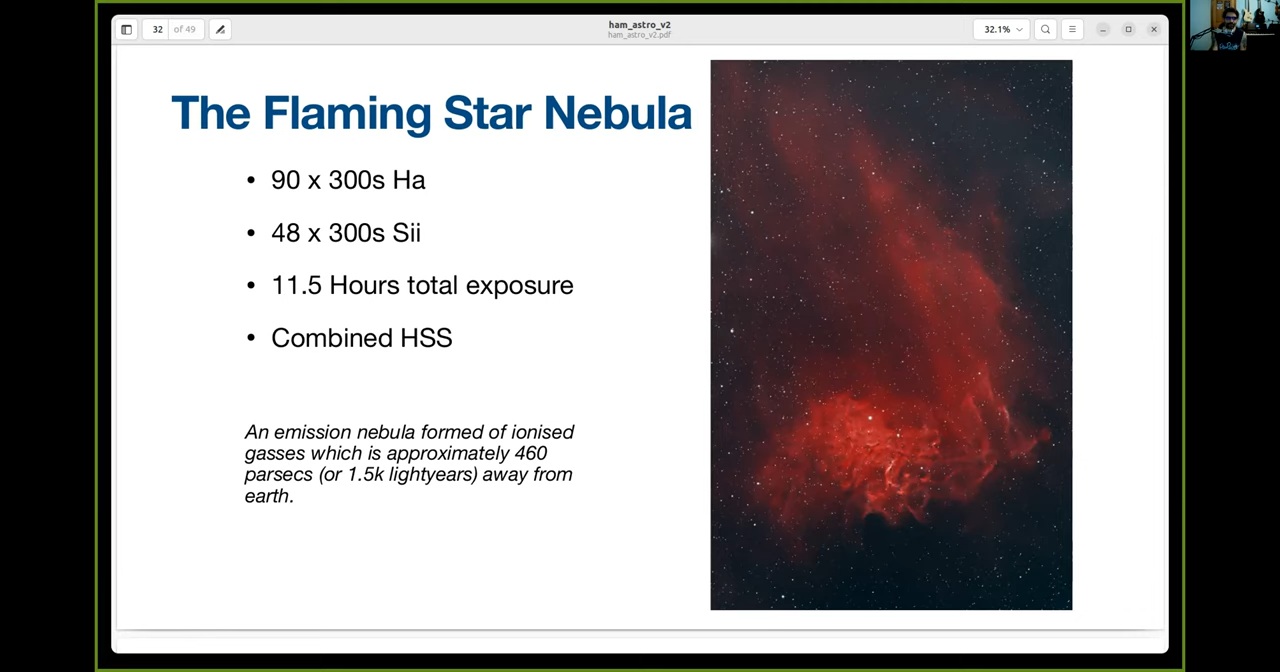 32 of 49
ham_astro_v2
ham_astro_v2.pdf
32.1%
The Flaming Star Nebula
• 90 x 300s Ha
• 48 x 300s Sii
• 11.5 Hours total exposure
• Combined HSS
An emission nebula formed of ionised
gasses which is approximately 460
parsecs (or 1.5k lightyears) away from
earth.